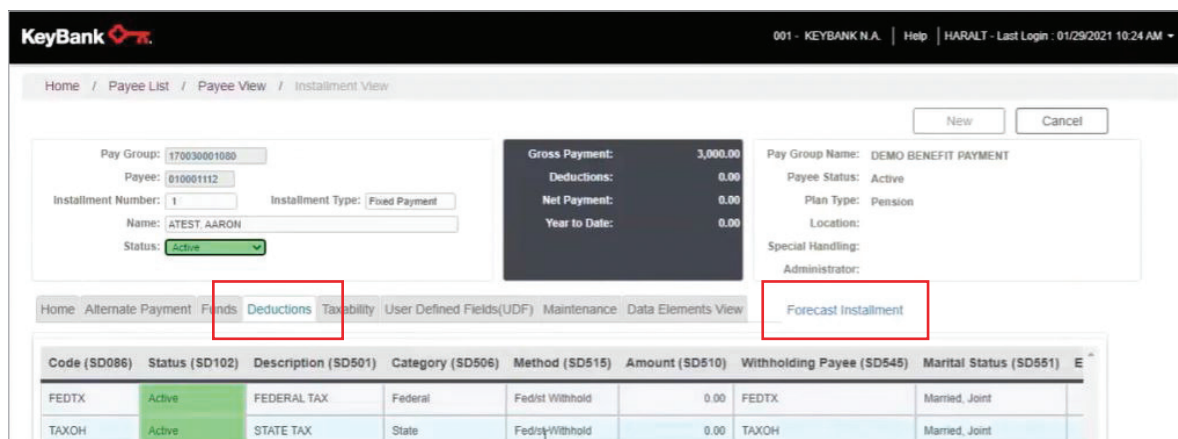 KeyBank
001 - KEYBANK N.A. | Help | HARALT - Last Login : 01/29/2021 10:24 AM
Home / Payee List / Payee View / Installment View
New Cancel
Pay Group: 170030001080
Payee: 010001112
Installment Number: 1 Installment Type: Fixed Payment
Name: ATEST, AARON
Status: Active
Gross Payment: 3,000.00
Deductions: 0.00
Net Payment: 0.00
Year to Date: 0.00
Pay Group Name: DEMO BENEFIT PAYMENT
Payee Status: Active
Plan Type: Pension
Location:
Special Handling:
Administrator:
Home Alternate Payment Funds Deductions Taxability User Defined Fields(UDF) Maintenance Data Elements View Forecast Installment
Code (SD086) Status (SD102) Description (SD501) Category (SD506) Method (SD515) Amount (SD510) Withholding Payee (SD545) Marital Status (SD551) E
FEDTX Active FEDERAL TAX Federal Fed/st Withhold 0.00 FEDTX Married, Joint
TAXOH Active STATE TAX State Fed/st Withhold 0.00 TAXOH Married, Joint